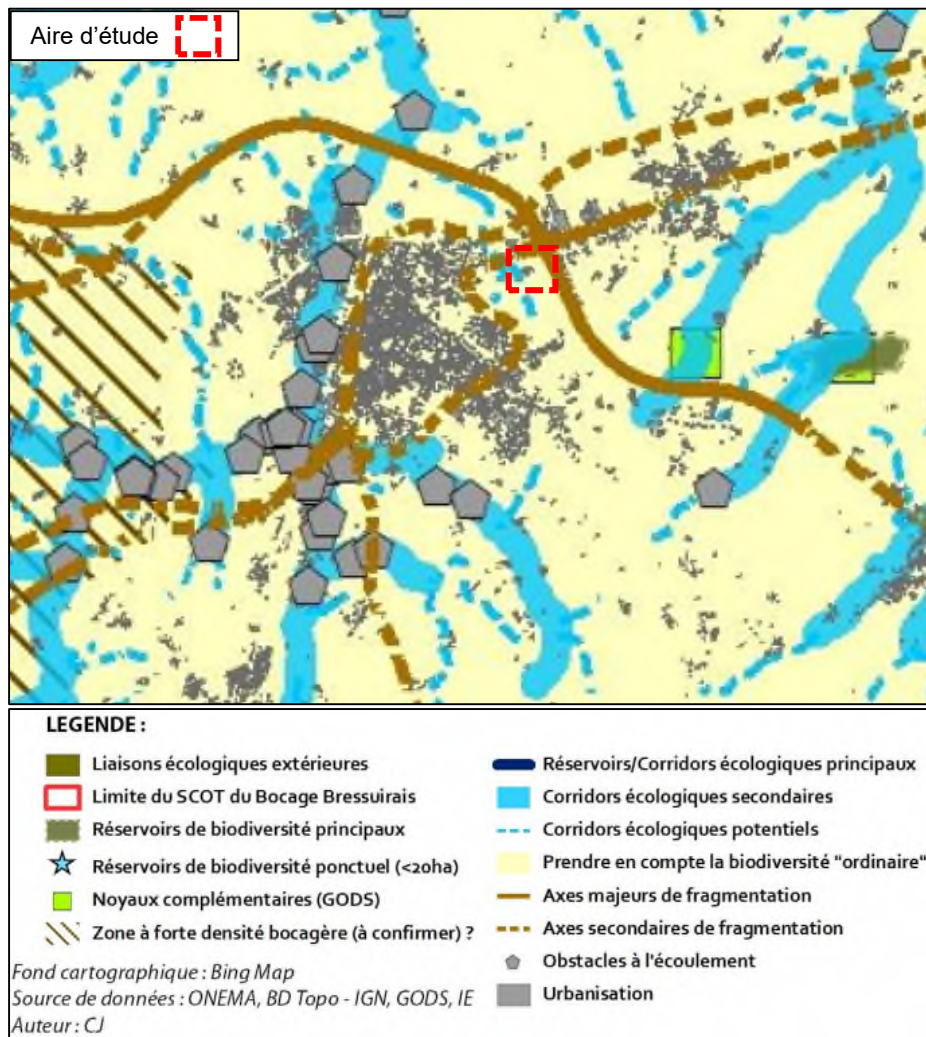 Aire d'étude
LEGENDE :
Liaisons écologiques extérieures
Limite du SCOT du Bocage Bressuirais
Réservoirs de biodiversité principaux
Réservoirs de biodiversité ponctuel (<20ha)
Noyaux complémentaires (GODS)
Zone à forte densité bocagère (à confirmer) ?
Fond cartographique : Bing Map
Source de données : ONEMA, BD Topo - IGN, GODS, IE
Auteur : CJ
Réservoirs/Corridors écologiques principaux
Corridors écologiques secondaires
Corridors écologiques potentiels
Prendre en compte la biodiversité "ordinaire"
Axes majeurs de fragmentation
Axes secondaires de fragmentation
Obstacles à l'écoulement
Urbanisation